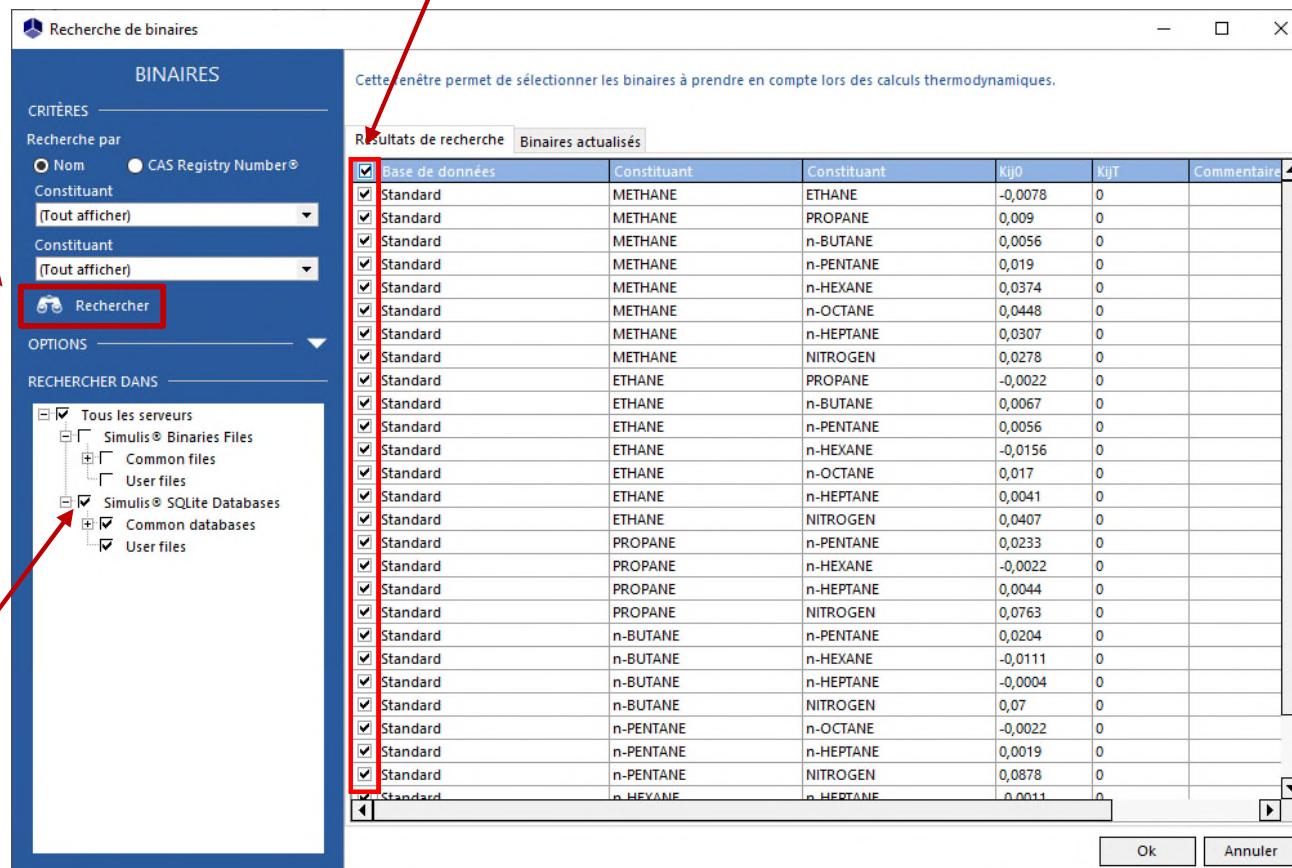 Recherche de binaires
BINAIRES
CRITÈRES
Recherche par
Nom CAS Registry Number®
Constituant
(Tout afficher)
Constituant
(Tout afficher)
Rechercher
OPTIONS
RECHERCHER DANS
Tous les serveurs
Simulis® Binaries Files
Common files
User files
Simulis® SQLite Databases
Common databases
User files
Cette fenêtre permet de sélectionner les binaires à prendre en compte lors des calculs thermodynamiques.
Résultats de recherche Binaires actualisés
Base de données Constituant Constituant Kij0 KijT Commentaire
Standard METHANE ETHANE -0,0078 0
Standard METHANE PROPANE 0,009 0
Standard METHANE n-BUTANE 0,0056 0
Standard METHANE n-PENTANE 0,019 0
Standard METHANE n-HEXANE 0,0374 0
Standard METHANE n-OCTANE 0,0448 0
Standard METHANE n-HEPTANE 0,0307 0
Standard METHANE NITROGEN 0,0278 0
Standard ETHANE PROPANE -0,0022 0
Standard ETHANE n-BUTANE 0,0067 0
Standard ETHANE n-PENTANE 0,0056 0
Standard ETHANE n-HEXANE -0,0156 0
Standard ETHANE n-OCTANE 0,017 0
Standard ETHANE n-HEPTANE 0,0041 0
Standard ETHANE NITROGEN 0,0407 0
Standard PROPANE n-PENTANE 0,0233 0
Standard PROPANE n-HEXANE -0,0022 0
Standard PROPANE n-HEPTANE 0,0044 0
Standard PROPANE NITROGEN 0,0763 0
Standard n-BUTANE n-PENTANE 0,0204 0
Standard n-BUTANE n-HEXANE -0,0111 0
Standard n-BUTANE n-HEPTANE -0,0004 0
Standard n-BUTANE NITROGEN 0,07 0
Standard n-PENTANE n-OCTANE -0,0022 0
Standard n-PENTANE n-HEPTANE 0,0019 0
Standard n-PENTANE NITROGEN 0,0878 0
Standard n-HEXANE n-HEPTANE -0,0011 0
Ok Annuler